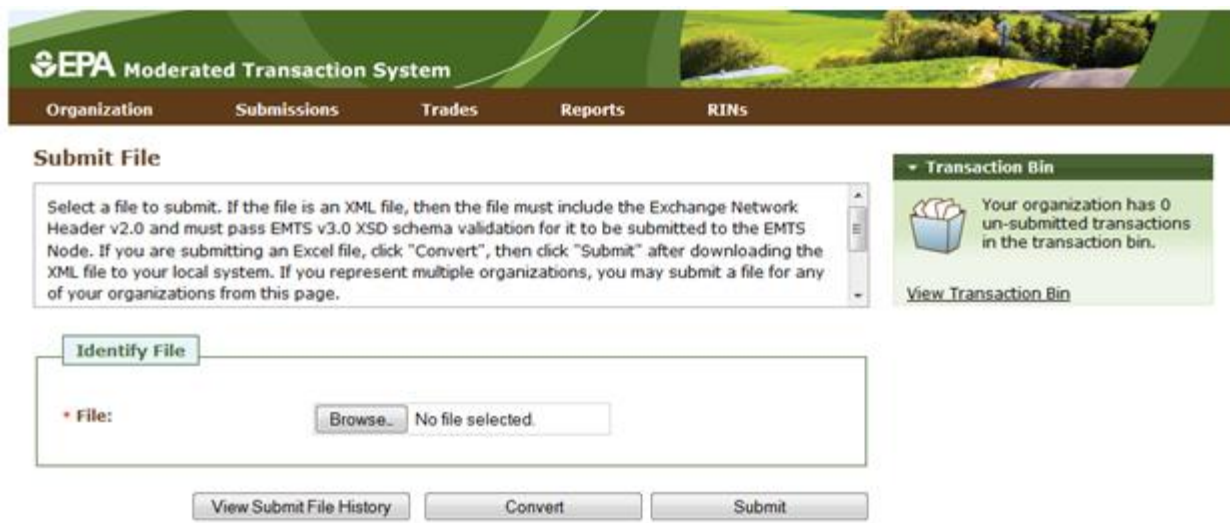 EPA Moderated Transaction System
Organization Submissions Trades Reports RINs
Submit File
Select a file to submit. If the file is an XML file, then the file must include the Exchange Network
Header v2.0 and must pass EMTS v3.0 XSD schema validation for it to be submitted to the EMTS
Node. If you are submitting an Excel file, click "Convert", then click "Submit" after downloading the
XML file to your local system. If you represent multiple organizations, you may submit a file for any
of your organizations from this page.
Transaction Bin
Your organization has 0
un-submitted transactions
in the transaction bin.
View Transaction Bin
Identify File
* File:
Browse_ No file selected.
View Submit File History Convert Submit